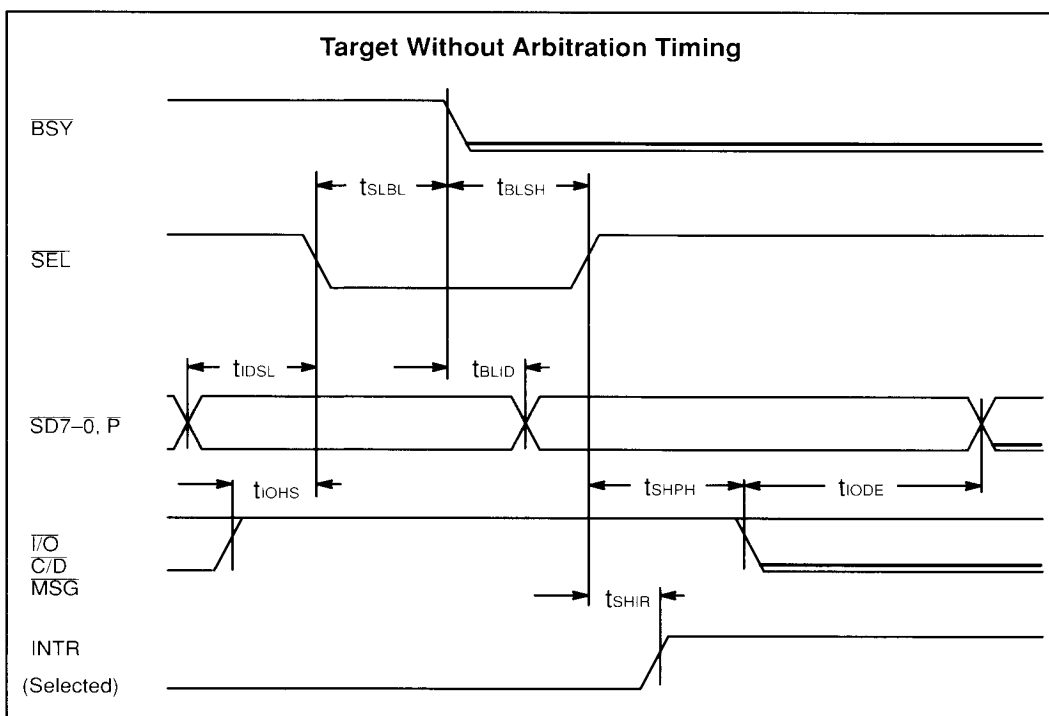 Target Without Arbitration Timing
BSY
tSLBL
tBLSH
SEL
tIDSL
tBLID
SD7–0, P
tIOHS
tSHPH
tIODE
I/O
C/D
MSG
tSHIR
INTR
(Selected)